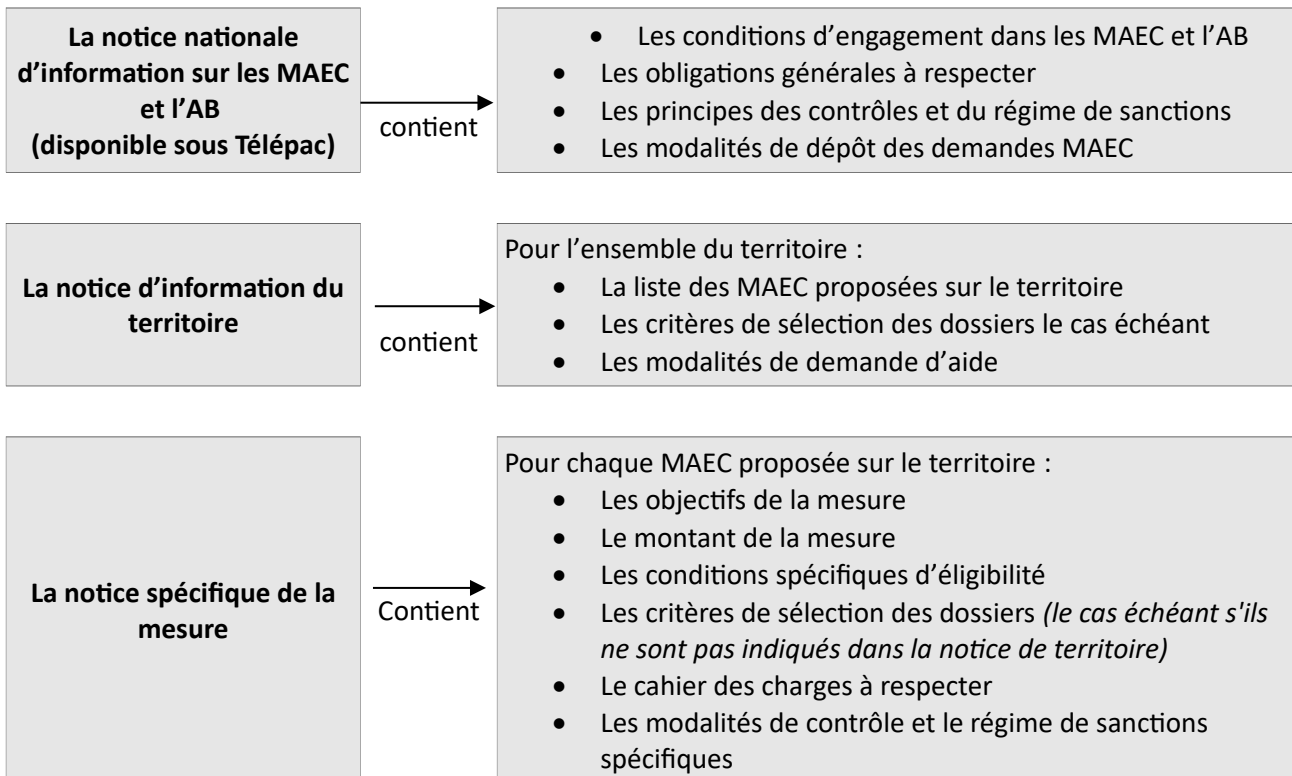 La notice nationale
d’information sur les MAEC
et l’AB
(disponible sous Télépac)
contient
• Les conditions d’engagement dans les MAEC et l’AB
• Les obligations générales à respecter
• Les principes des contrôles et du régime de sanctions
• Les modalités de dépôt des demandes MAEC
La notice d’information du
territoire
contient
Pour l’ensemble du territoire :
• La liste des MAEC proposées sur le territoire
• Les critères de sélection des dossiers le cas échéant
• Les modalités de demande d’aide
La notice spécifique de la
mesure
Contient
Pour chaque MAEC proposée sur le territoire :
• Les objectifs de la mesure
• Le montant de la mesure
• Les conditions spécifiques d’éligibilité
• Les critères de sélection des dossiers (le cas échéant s'ils
ne sont pas indiqués dans la notice de territoire)
• Le cahier des charges à respecter
• Les modalités de contrôle et le régime de sanctions
spécifiques